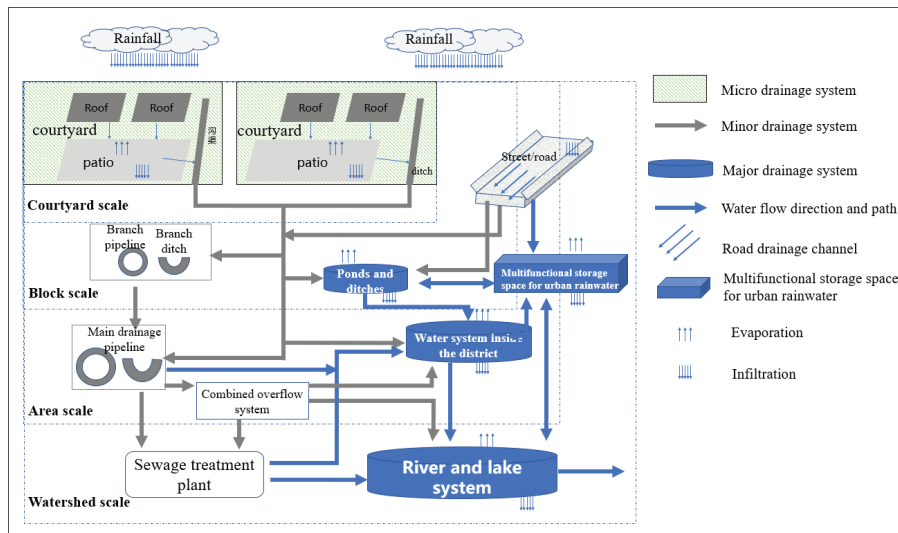 Rainfall
Rainfall
Roof
Roof
courtyard
patio
Roof
Roof
courtyard
patio
ditch
Street/road
Courtyard scale
Branch
pipeline
Branch
ditch
Block scale
Ponds and
ditches
Multifunctional storage
space for urban rainwater
Main drainage
pipeline
Water system inside
the district
Combined overflow
system
Area scale
Sewage treatment
plant
River and lake
system
Watershed scale
Micro drainage system
Minor drainage system
Major drainage system
Water flow direction and path
Road drainage channel
Multifunctional storage space
for urban rainwater
Evaporation
Infiltration